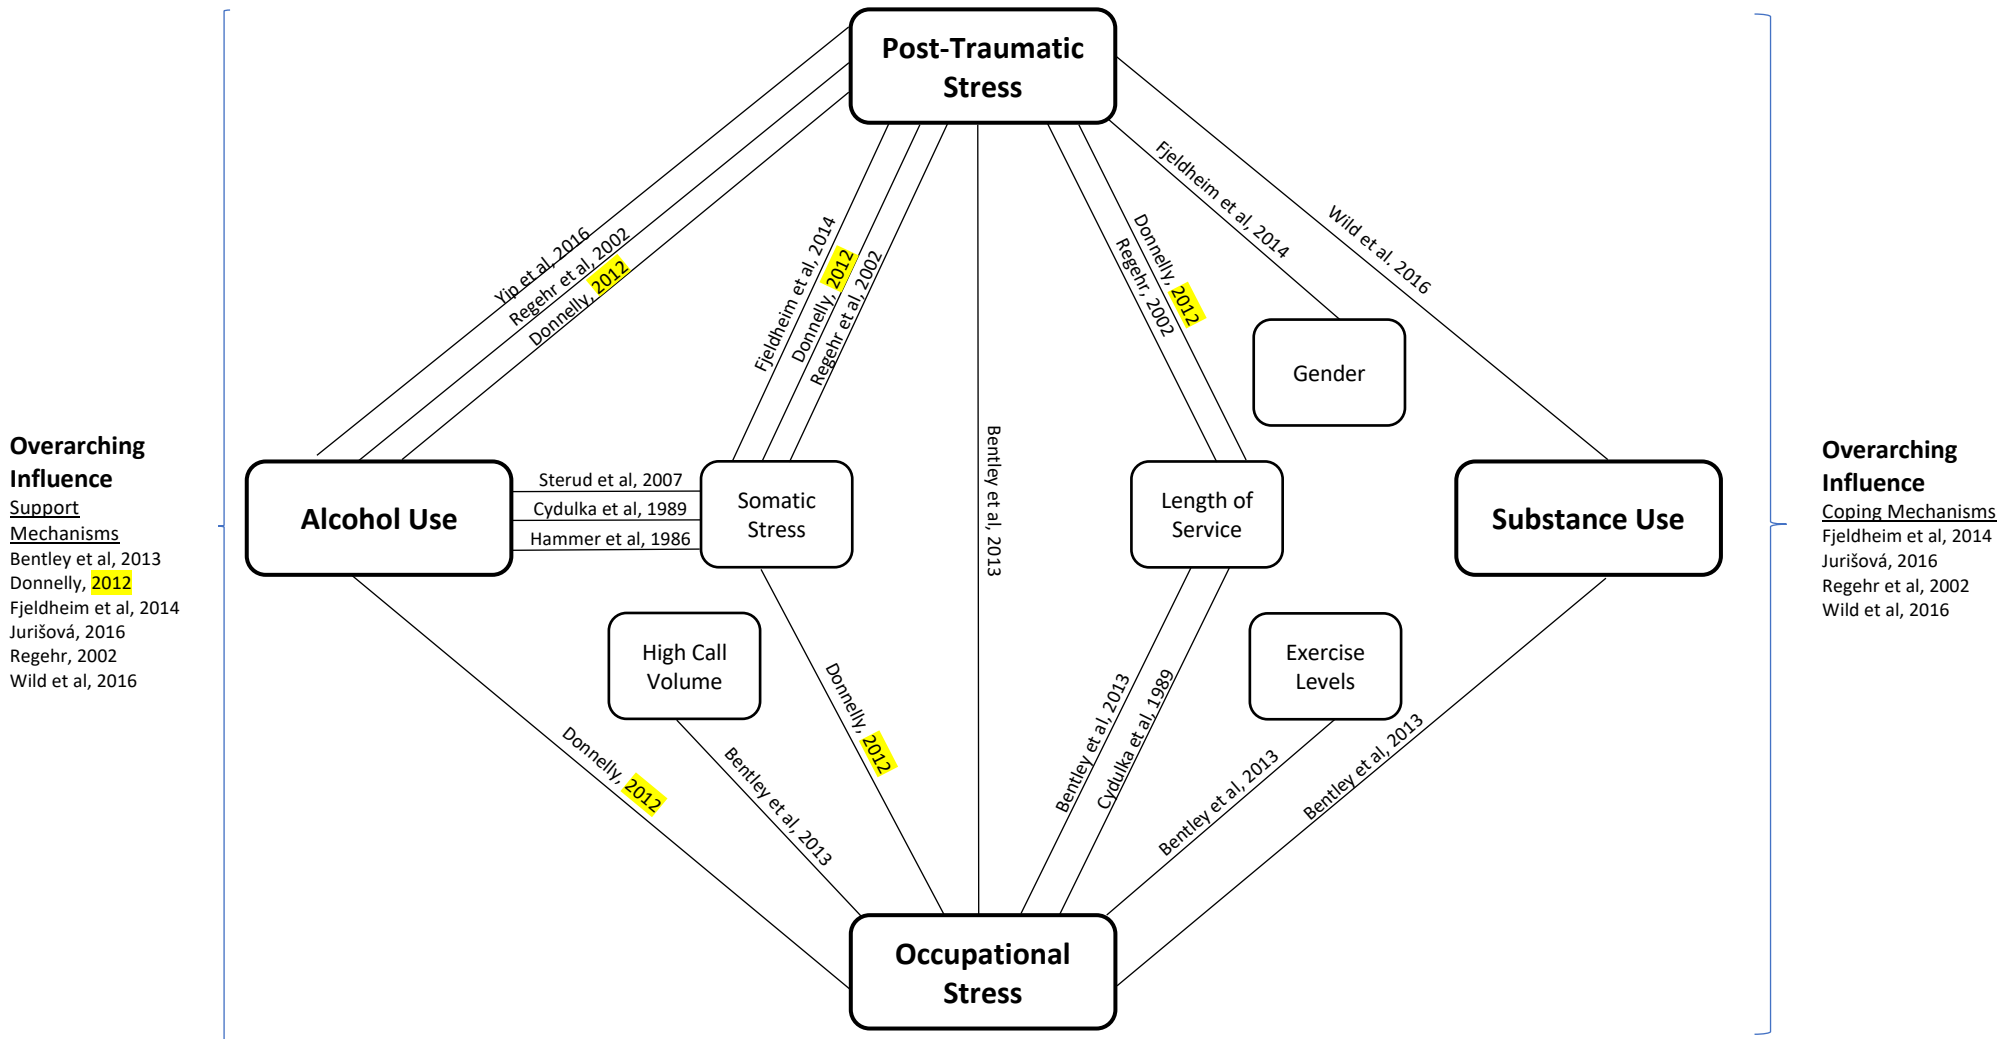 Post-Traumatic
Stress
Yip et al, 2016
Regehr et al, 2002
Donnelly, 2012
Fjeldheim et al, 2014
Donnelly, 2012
Regehr et al, 2002
Bentley et al, 2013
Donnelly, 2012
Regehr, 2002
Fjeldheim et al, 2014
Wild et al. 2016
Gender
Overarching
Influence
Support
Mechanisms
Bentley et al, 2013
Donnelly, 2012
Fjeldheim et al, 2014
Jurišová, 2016
Regehr, 2002
Wild et al, 2016
Alcohol Use
Sterud et al, 2007
Cydulka et al, 1989
Hammer et al, 1986
Somatic
Stress
Length of
Service
Substance Use
Overarching
Influence
Coping Mechanisms
Fjeldheim et al, 2014
Jurišová, 2016
Regehr et al, 2002
Wild et al, 2016
High Call
Volume
Exercise
Levels
Donnelly, 2012
Bentley et al, 2013
Donnelly, 2012
Bentley et al, 2013
Cydulka et al, 1989
Bentley et al, 2013
Bentley et al, 2013
Occupational
Stress